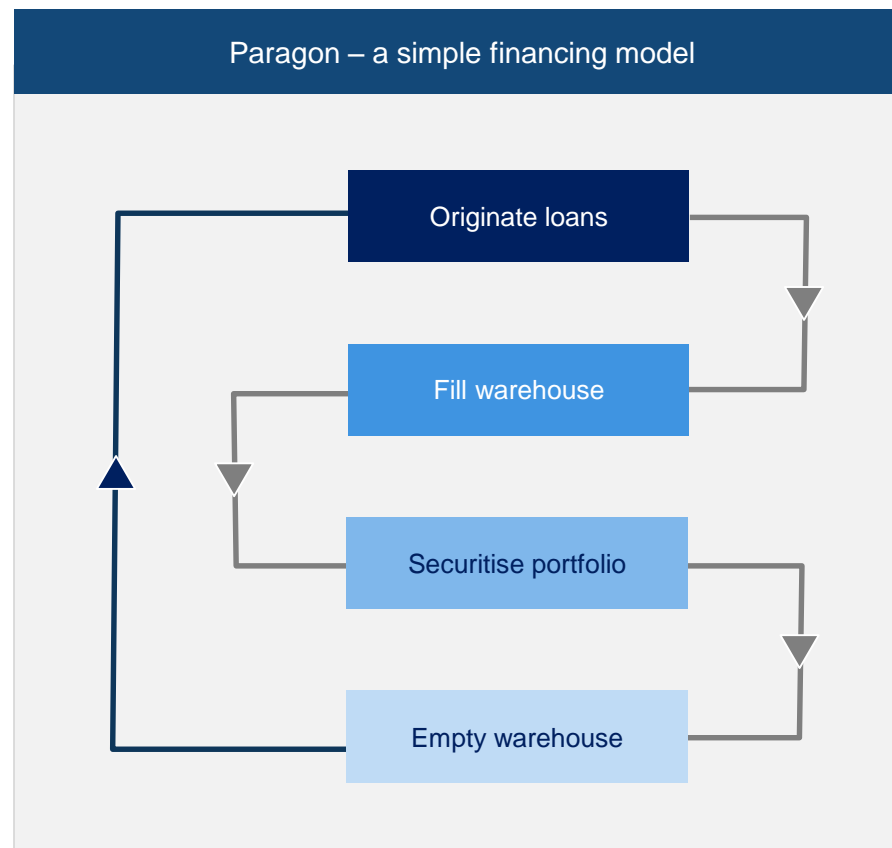 Paragon – a simple financing model
Originate loans
Fill warehouse
Securitise portfolio
Empty warehouse